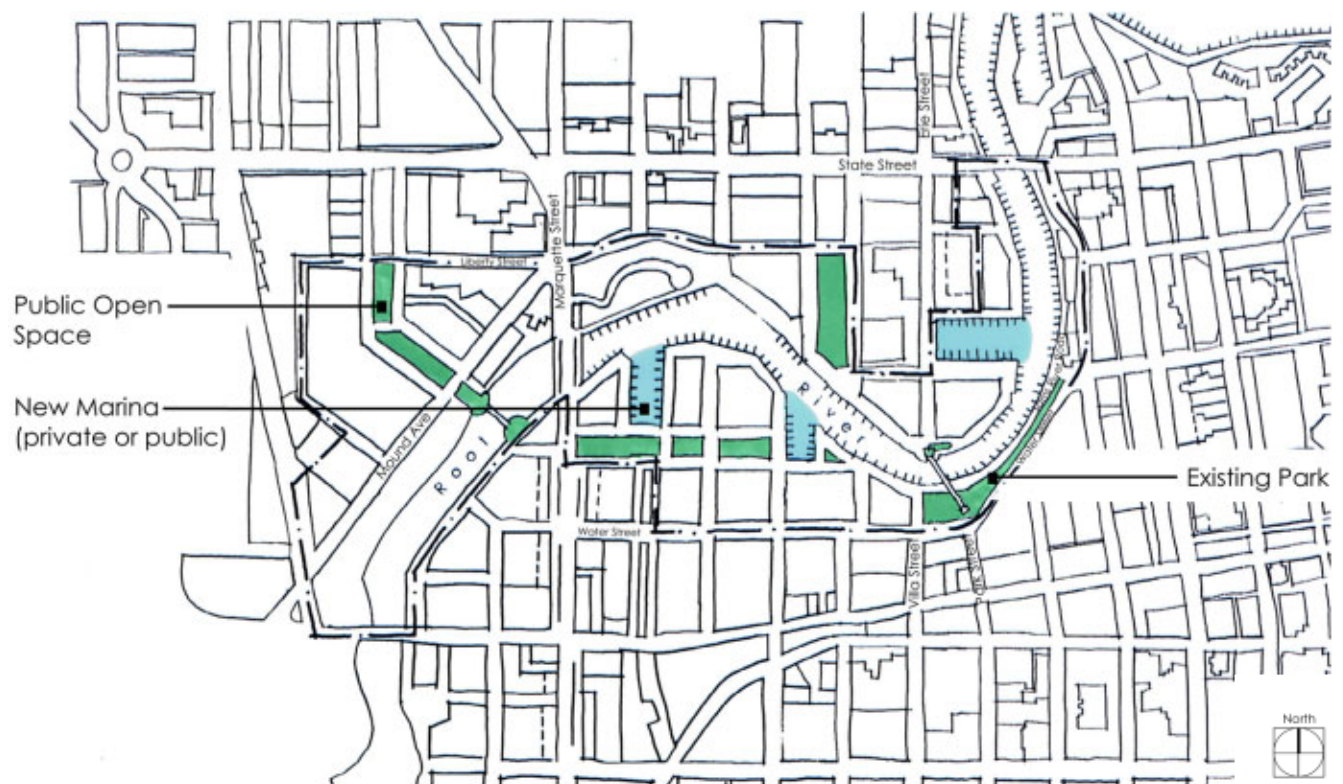 Erie Street
State Street
Marquette Street
Liberty Street
Public Open
Space
New Marina
(private or public)
Mound Ave
Root
River
Existing Park
Water Street
Villa Street
Park Street
North